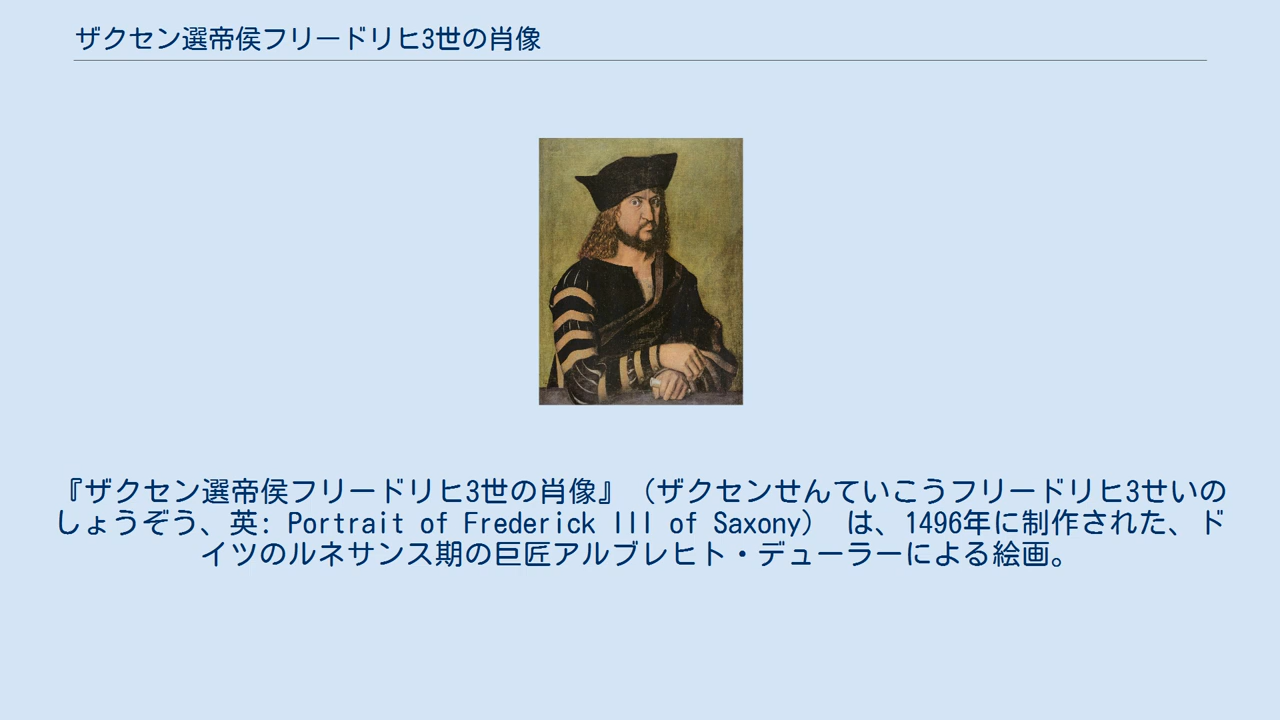 ザクセン選帝侯フリードリヒ3世の肖像
『ザクセン選帝侯フリードリヒ3世の肖像』（ザクセンせんていこうフリードリヒ3せいの
しょうぞう、英: Portrait of Frederick III of Saxony） は、1496年に制作された、ド
イツのルネサンス期の巨匠アルブレヒト・デューラーによる絵画。